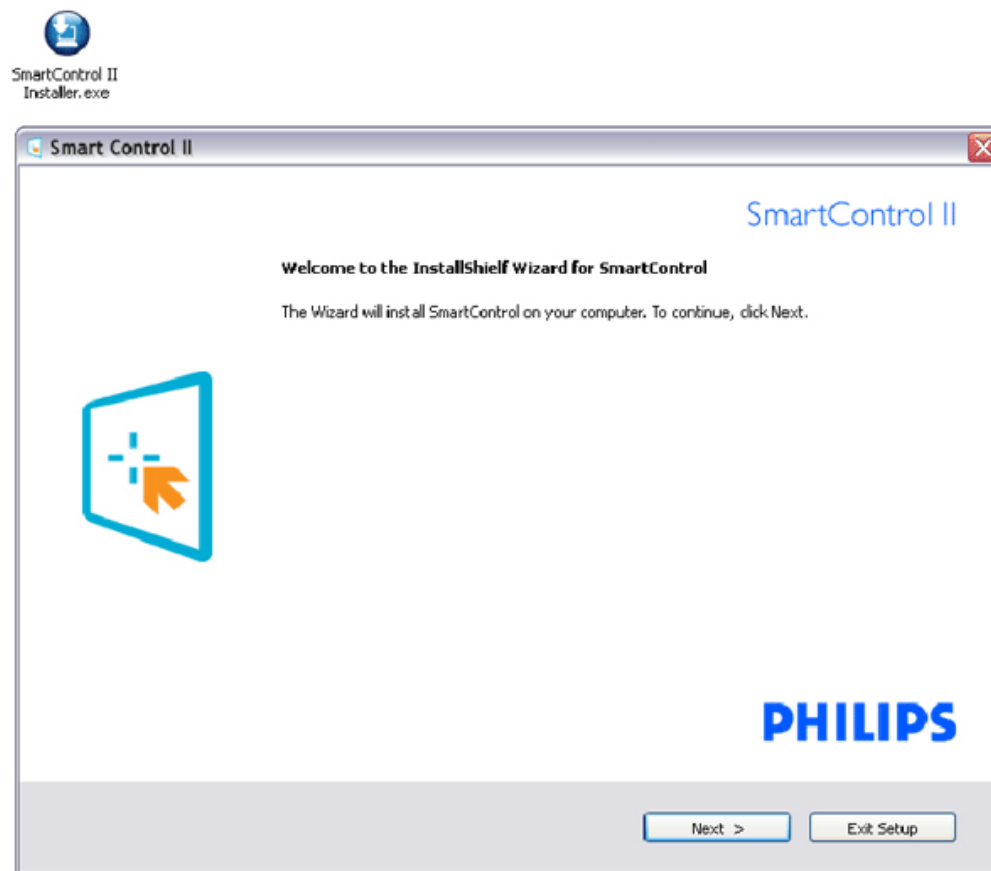 SmartControl II
Installer.exe
Smart Control II
SmartControl II
Welcome to the InstallShielf Wizard for SmartControl
The Wizard will install SmartControl on your computer. To continue, click Next.
PHILIPS
Next >
Exit Setup